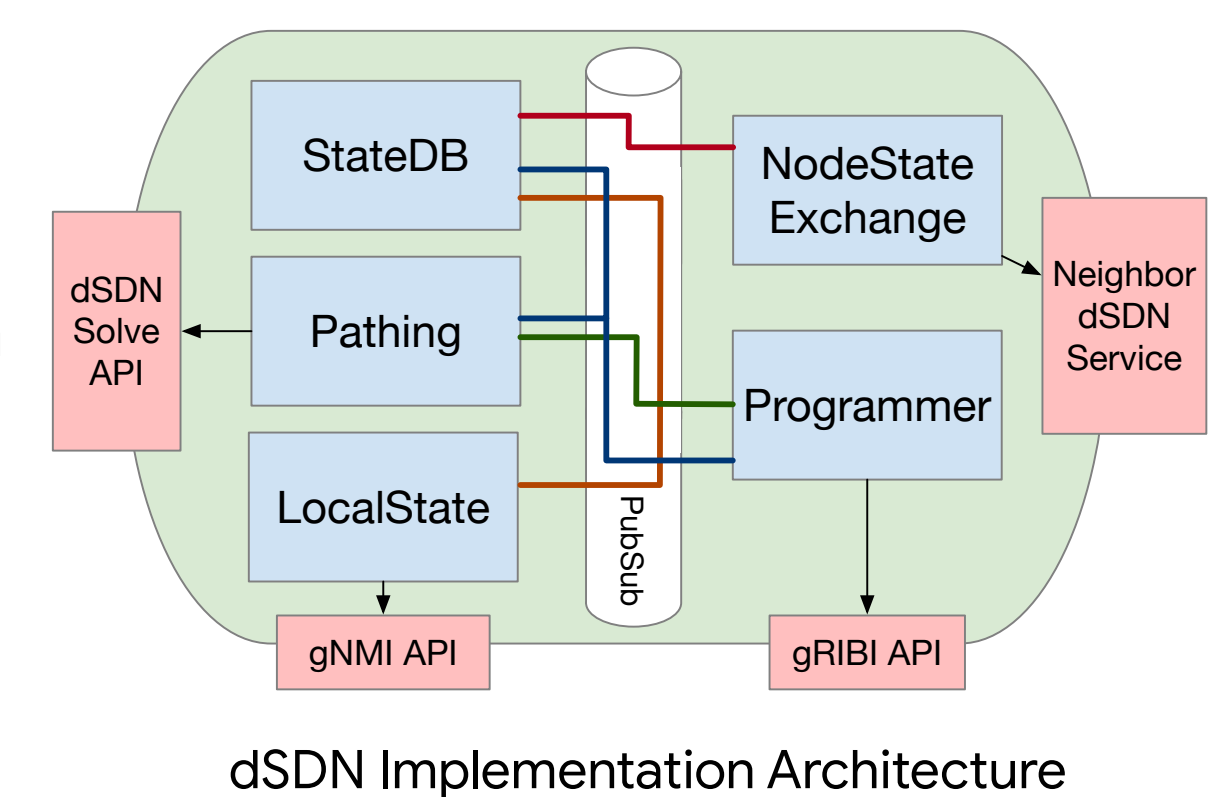 StateDB
NodeState
Exchange
dSDN
Solve
API
Pathing
Neighbor
dSDN
Service
Programmer
LocalState
PubSub
gNMI API
gRIBI API
dSDN Implementation Architecture